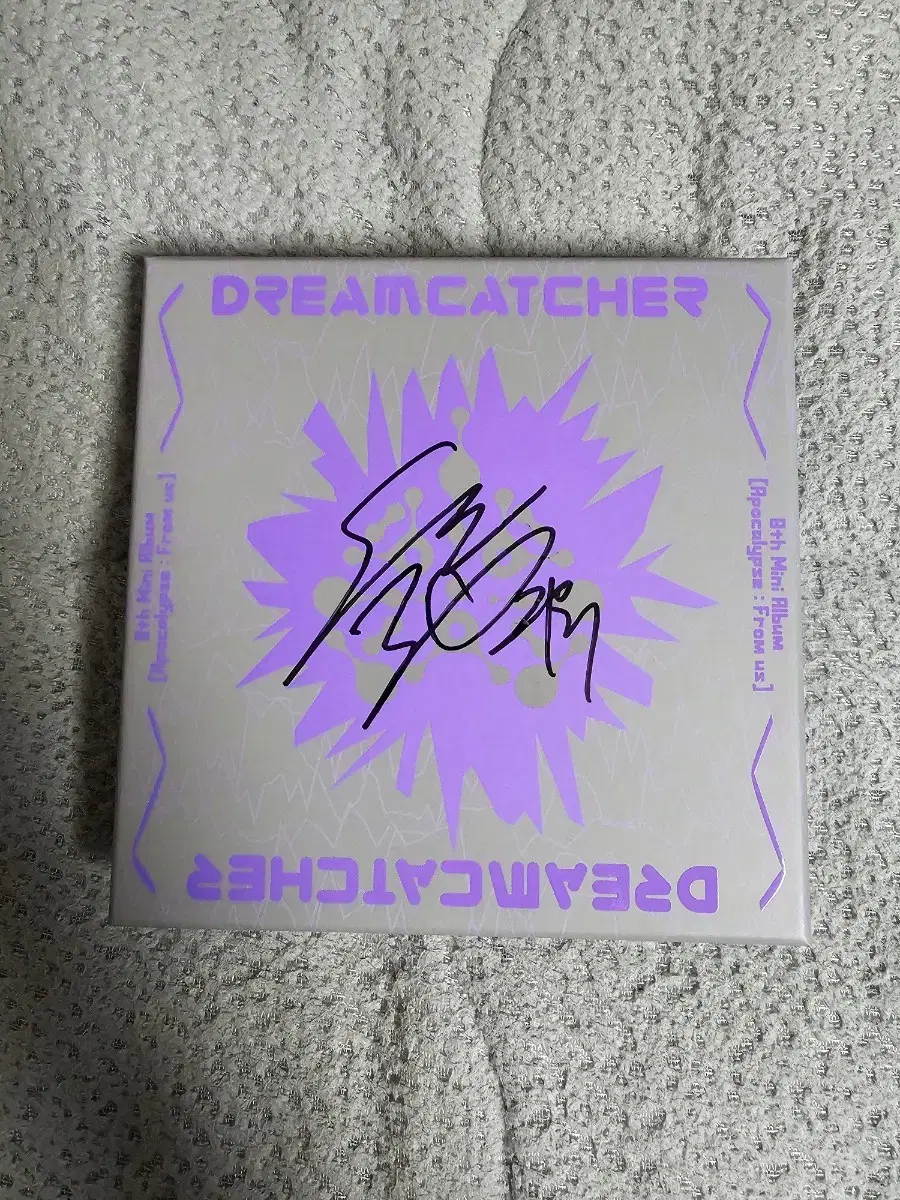 DREAMCATCHER
8th Mini Album
[Apocalypse : From us]
8th Mini Album
[Apocalypse : From us]
DREAMCATCHER